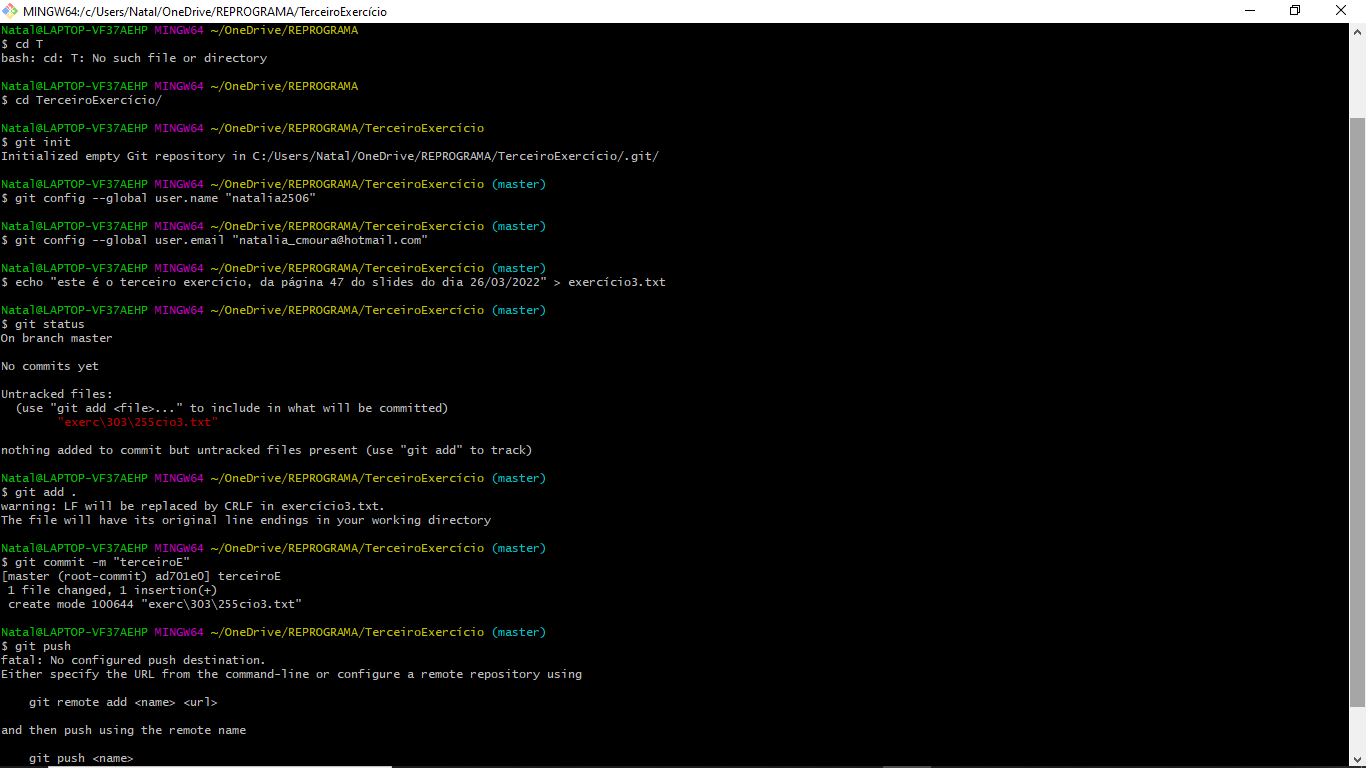 MINGW64:/c/Users/Natal/OneDrive/REPROGRAMA/TerceiroExercício
Natal@LAPTOP-VF37AEHP MINGW64 ~/OneDrive/REPROGRAMA
$ cd T
bash: cd: T: No such file or directory
Natal@LAPTOP-VF37AEHP MINGW64 ~/OneDrive/REPROGRAMA
$ cd TerceiroExercício/
Natal@LAPTOP-VF37AEHP MINGW64 ~/OneDrive/REPROGRAMA/TerceiroExercício
$ git init
Initialized empty Git repository in C:/Users/Natal/OneDrive/REPROGRAMA/TerceiroExercício/.git/
Natal@LAPTOP-VF37AEHP MINGW64 ~/OneDrive/REPROGRAMA/TerceiroExercício (master)
$ git config --global user.name "natalia2506"
Natal@LAPTOP-VF37AEHP MINGW64 ~/OneDrive/REPROGRAMA/TerceiroExercício (master)
$ git config --global user.email "natalia_cmoura@hotmail.com"
Natal@LAPTOP-VF37AEHP MINGW64 ~/OneDrive/REPROGRAMA/TerceiroExercício (master)
$ echo "este é o terceiro exercício, da página 47 do slides do dia 26/03/2022" > exercício3.txt
Natal@LAPTOP-VF37AEHP MINGW64 ~/OneDrive/REPROGRAMA/TerceiroExercício (master)
$ git status
On branch master
No commits yet
Untracked files:
(use "git add <file>..." to include in what will be committed)
"exerc\303\255cio3.txt"
nothing added to commit but untracked files present (use "git add" to track)
Natal@LAPTOP-VF37AEHP MINGW64 ~/OneDrive/REPROGRAMA/TerceiroExercício (master)
$ git add .
warning: LF will be replaced by CRLF in exercício3.txt.
The file will have its original line endings in your working directory
Natal@LAPTOP-VF37AEHP MINGW64 ~/OneDrive/REPROGRAMA/TerceiroExercício (master)
$ git commit -m "terceiroE"
[master (root-commit) ad701e0] terceiroE
1 file changed, 1 insertion(+)
create mode 100644 "exerc\303\255cio3.txt"
Natal@LAPTOP-VF37AEHP MINGW64 ~/OneDrive/REPROGRAMA/TerceiroExercício (master)
$ git push
fatal: No configured push destination.
Either specify the URL from the command-line or configure a remote repository using
git remote add <name> <url>
and then push using the remote name
git push <name>